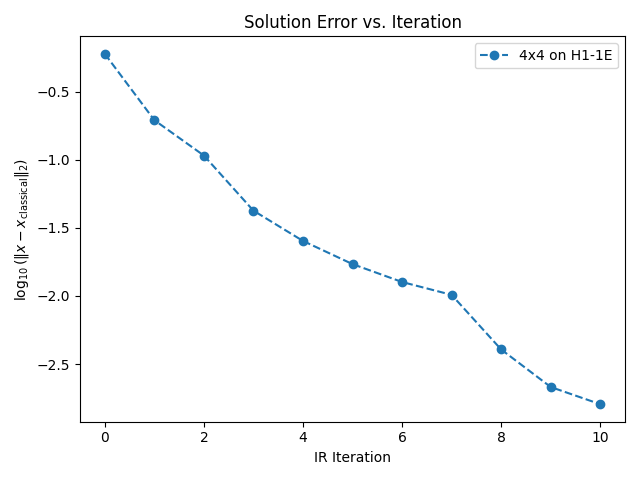 Solution Error vs. Iteration
4x4 on H1-1E
log₁₀(‖x − x_classical‖₂)
−0.5
−1.0
−1.5
−2.0
−2.5
0 2 4 6 8 10
IR Iteration